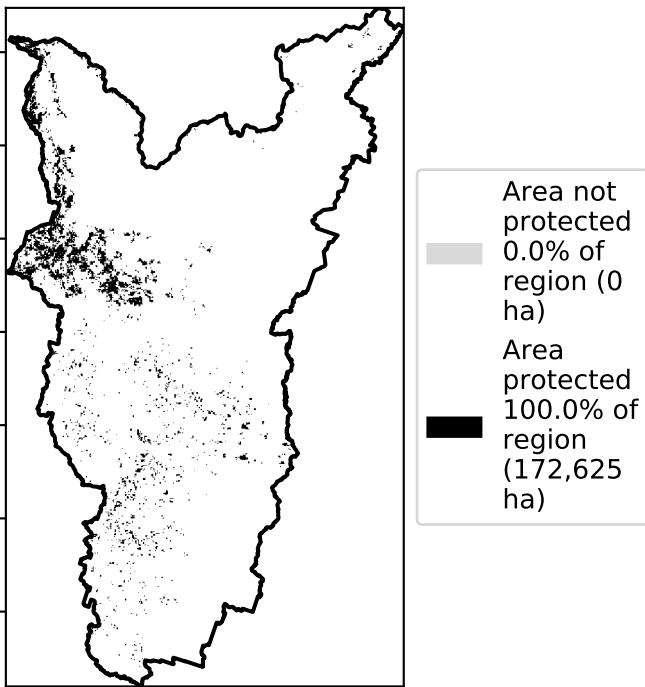 Area not
protected
0.0% of
region (0
ha)
Area
protected
100.0% of
region
(172,625
ha)